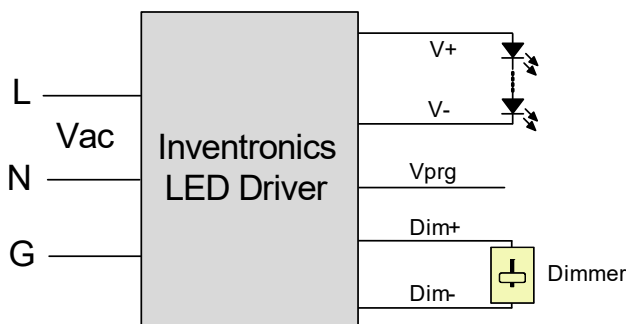 L
Vac
N
G
Inventronics
LED Driver
V+
V-
Vprg
Dim+
Dim-
Dimmer